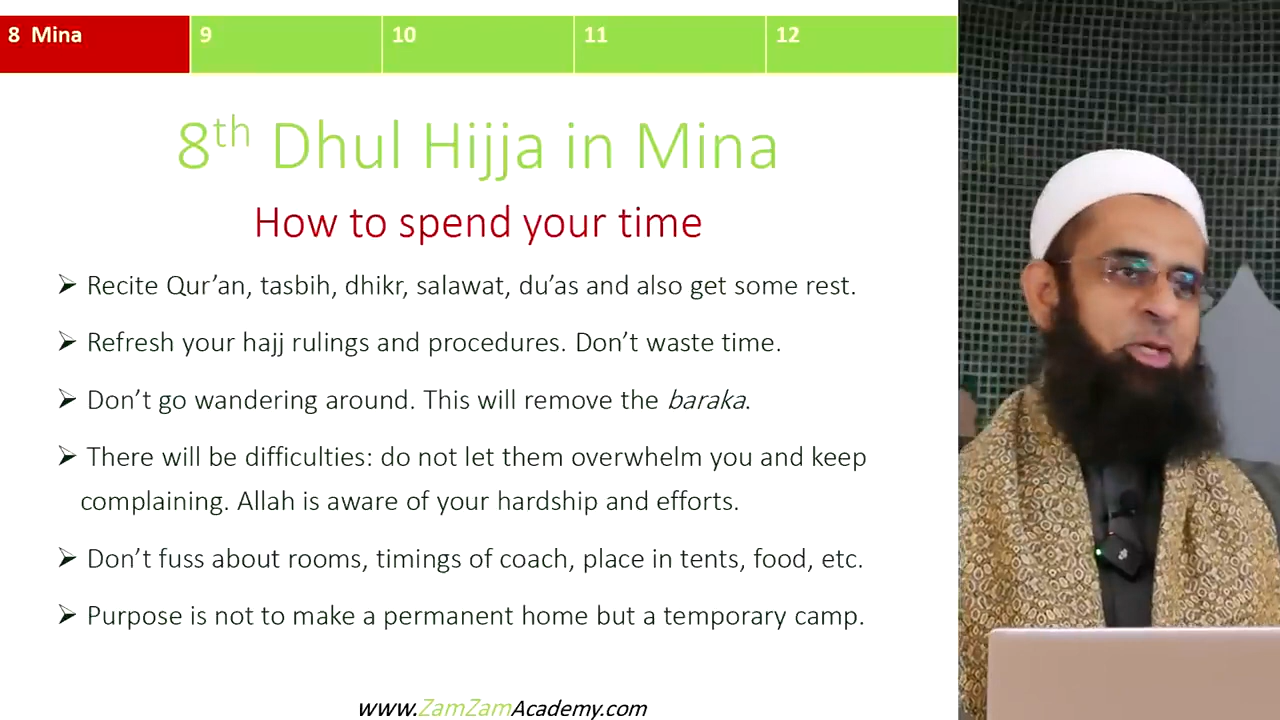 8 Mina 9 10 11 12
8th Dhul Hijja in Mina
How to spend your time
➢ Recite Qur’an, tasbih, dhikr, salawat, du’as and also get some rest.
➢ Refresh your hajj rulings and procedures. Don’t waste time.
➢ Don’t go wandering around. This will remove the baraka.
➢ There will be difficulties: do not let them overwhelm you and keep
complaining. Allah is aware of your hardship and efforts.
➢ Don’t fuss about rooms, timings of coach, place in tents, food, etc.
➢ Purpose is not to make a permanent home but a temporary camp.
www.ZamZamAcademy.com